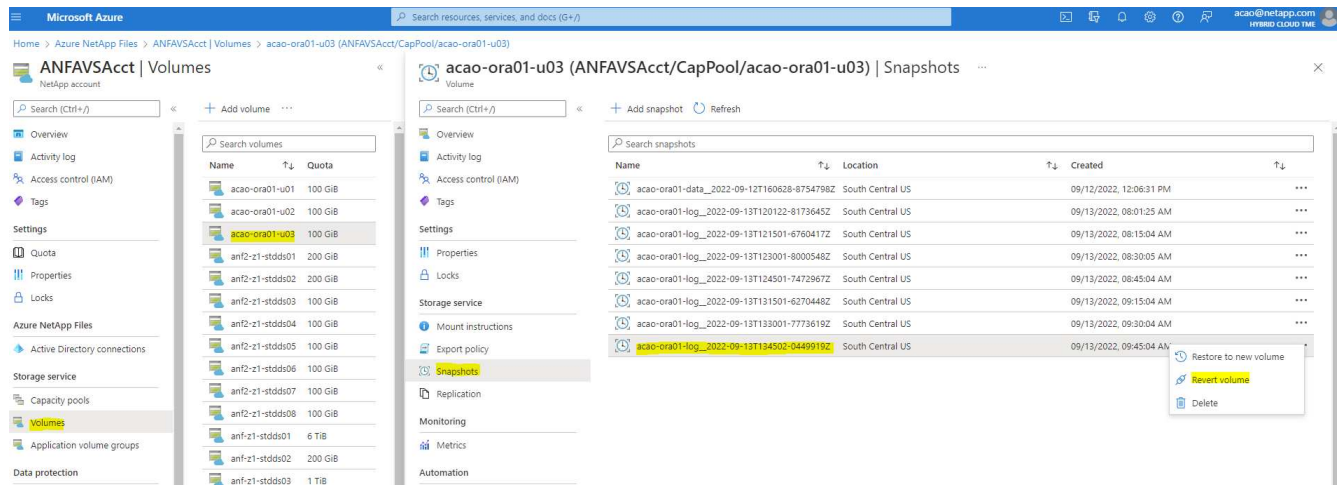 Microsoft Azure
Search resources, services, and docs (G+/)
acao@netapp.com
HYBRID CLOUD TME
Home > Azure NetApp Files > ANFAVSAcct | Volumes > acao-ora01-u03 (ANFAVSAcct/CapPool/acao-ora01-u03)
ANFAVSAcct | Volumes
NetApp account
Search (Ctrl+/)
Overview
Activity log
Access control (IAM)
Tags
Settings
Quota
Properties
Locks
Azure NetApp Files
Active Directory connections
Storage service
Capacity pools
Volumes
Application volume groups
Data protection
Add volume
Search volumes
Name Quota
acao-ora01-u01 100 GiB
acao-ora01-u02 100 GiB
acao-ora01-u03 100 GiB
anf2-z1-stdds01 200 GiB
anf2-z1-stdds02 200 GiB
anf2-z1-stdds03 100 GiB
anf2-z1-stdds04 100 GiB
anf2-z1-stdds05 100 GiB
anf2-z1-stdds06 100 GiB
anf2-z1-stdds07 100 GiB
anf2-z1-stdds08 100 GiB
anf-z1-stdds01 6 TiB
anf-z1-stdds02 200 GiB
anf-z1-stdds03 1 TiB
acao-ora01-u03 (ANFAVSAcct/CapPool/acao-ora01-u03) | Snapshots ...
Volume
Search (Ctrl+/)
Overview
Activity log
Access control (IAM)
Tags
Settings
Properties
Locks
Storage service
Mount instructions
Export policy
Snapshots
Replication
Monitoring
Metrics
Automation
Add snapshot Refresh
Search snapshots
Name Location Created
acao-ora01-data__2022-09-12T160628-8754798Z South Central US 09/12/2022, 12:06:31 PM
acao-ora01-log__2022-09-13T120122-8173645Z South Central US 09/13/2022, 08:01:25 AM
acao-ora01-log__2022-09-13T121501-6760417Z South Central US 09/13/2022, 08:15:04 AM
acao-ora01-log__2022-09-13T123001-8000548Z South Central US 09/13/2022, 08:30:05 AM
acao-ora01-log__2022-09-13T124501-7472967Z South Central US 09/13/2022, 08:45:04 AM
acao-ora01-log__2022-09-13T131501-6270448Z South Central US 09/13/2022, 09:15:04 AM
acao-ora01-log__2022-09-13T133001-7773619Z South Central US 09/13/2022, 09:30:04 AM
acao-ora01-log__2022-09-13T134502-0449919Z South Central US 09/13/2022, 09:45:04 AM
Restore to new volume
Revert volume
Delete